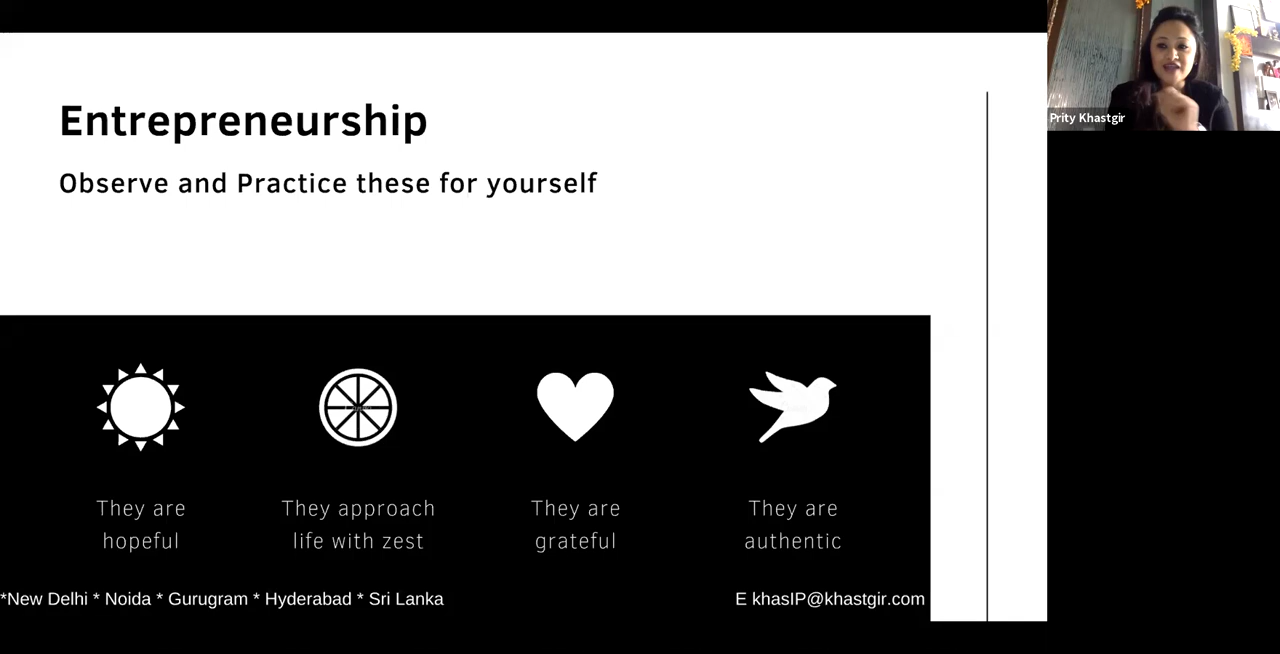 Entrepreneurship
Observe and Practice these for yourself
Prity Khastgir
They are
hopeful
They approach
life with zest
They are
grateful
They are
authentic
*New Delhi * Noida * Gurugram * Hyderabad * Sri Lanka
E khasIP@khastgir.com